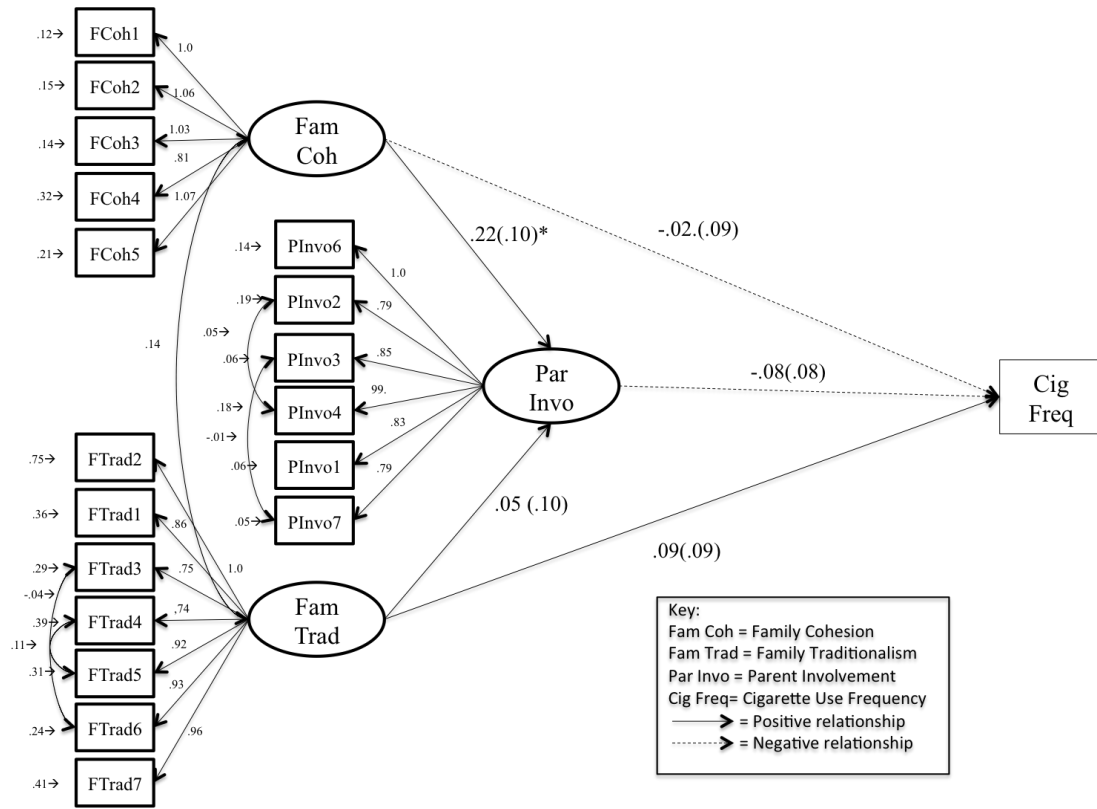 .12→
FCoh1
1.0
.15→
FCoh2
1.06
.14→
FCoh3
1.03
.81
.32→
FCoh4
1.07
.21→
FCoh5
Fam
Coh
.22(.10)*
-.02.(.09)
.14→
PInvo6
1.0
.19→
PInvo2
.79
.05→
.06→
PInvo3
.85
.14
.18→
PInvo4
99.
-.01→
.83
.06→
PInvo1
.79
.05→
PInvo7
Par
Invo
-.08(.08)
Cig
Freq
.05 (.10)
.09(.09)
.75→
FTrad2
.36→
FTrad1
.86
1.0
.29→
FTrad3
.75
-.04→
.39→
FTrad4
,74
.11→
.92
.31→
FTrad5
.93
.24→
FTrad6
.96
.41→
FTrad7
Fam
Trad
Key:
Fam Coh = Family Cohesion
Fam Trad = Family Traditionalism
Par Invo = Parent Involvement
Cig Freq= Cigarette Use Frequency
= Positive relationship
= Negative relationship